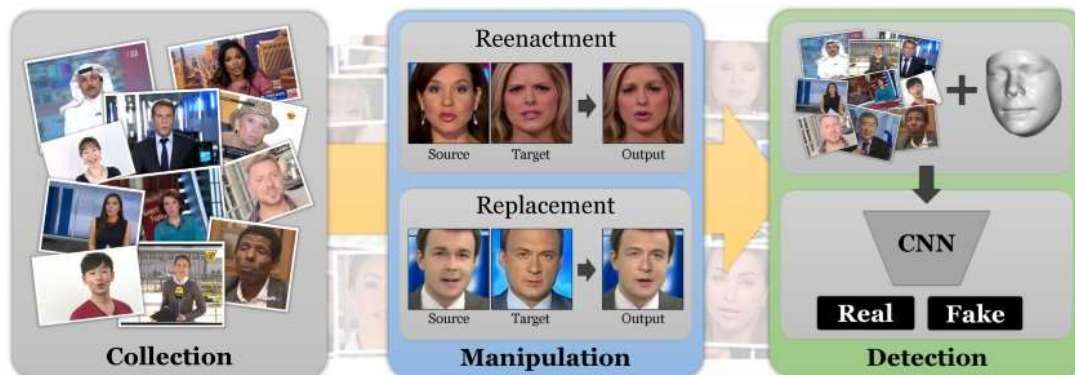 Reenactment
Source
Target
Output
Replacement
Source
Target
Output
CNN
Real
Fake
Collection
Manipulation
Detection